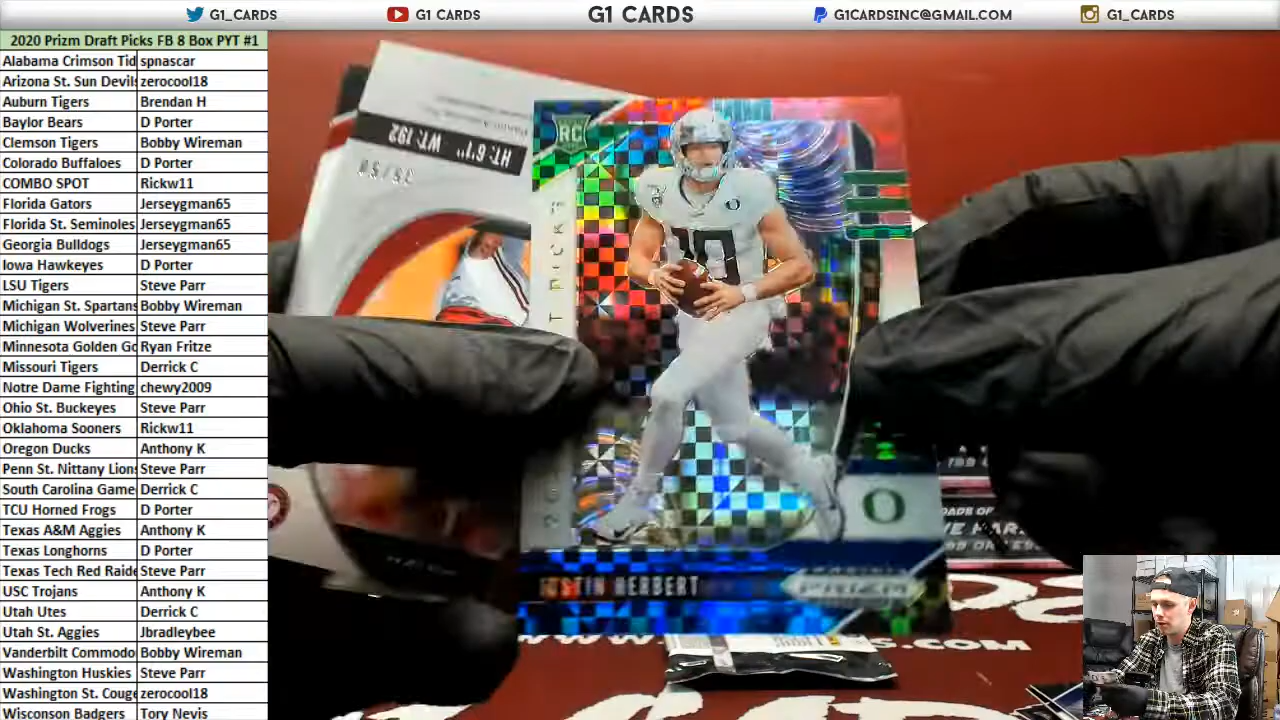 G1_CARDS
G1 CARDS
G1 CARDS
G1CARDSINC@GMAIL.COM
G1_CARDS
2020 Prizm Draft Picks FB 8 Box PYT #1
Alabama Crimson Tid spnascar
Arizona St. Sun Devils zerocool18
Auburn Tigers Brendan H
Baylor Bears D Porter
Clemson Tigers Bobby Wireman
Colorado Buffaloes D Porter
COMBO SPOT Rickw11
Florida Gators Jerseygman65
Florida St. Seminoles Jerseygman65
Georgia Bulldogs Jerseygman65
Iowa Hawkeyes D Porter
LSU Tigers Steve Parr
Michigan St. Spartans Bobby Wireman
Michigan Wolverines Steve Parr
Minnesota Golden Go Ryan Fritze
Missouri Tigers Derrick C
Notre Dame Fighting chewy2009
Ohio St. Buckeyes Steve Parr
Oklahoma Sooners Rickw11
Oregon Ducks Anthony K
Penn St. Nittany Lions Steve Parr
South Carolina Game Derrick C
TCU Horned Frogs D Porter
Texas A&M Aggies Anthony K
Texas Longhorns D Porter
Texas Tech Red Raide Steve Parr
USC Trojans Anthony K
Utah Utes Derrick C
Utah St. Aggies Jbradleybee
Vanderbilt Commodo Bobby Wireman
Washington Huskies Steve Parr
Washington St. Couga zerocool18
Wisconsin Badgers Tory Nevis
HT: 6'1" WT: 192
RC
10
O
JUSTIN HERBERT
PRIZM
.COM